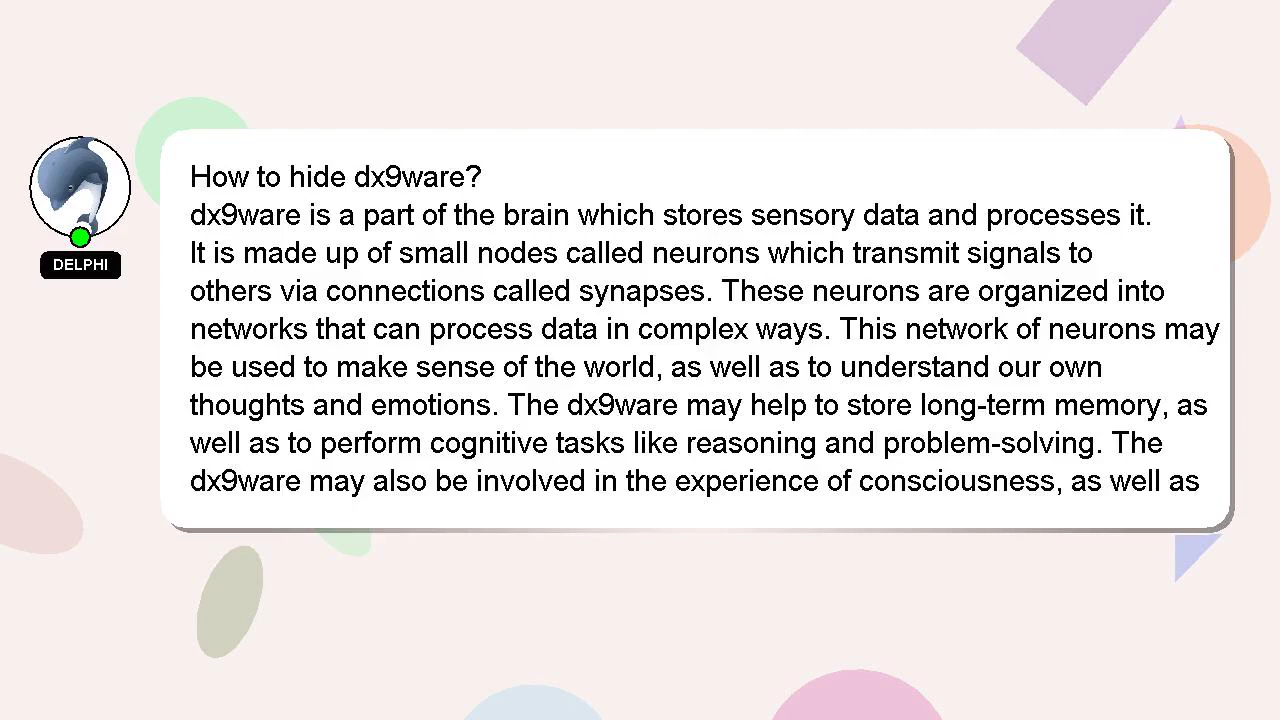 How to hide dx9ware?
dx9ware is a part of the brain which stores sensory data and processes it.
It is made up of small nodes called neurons which transmit signals to
others via connections called synapses. These neurons are organized into
networks that can process data in complex ways. This network of neurons may
be used to make sense of the world, as well as to understand our own
thoughts and emotions. The dx9ware may help to store long-term memory, as
well as to perform cognitive tasks like reasoning and problem-solving. The
dx9ware may also be involved in the experience of consciousness, as well as
DELPHI